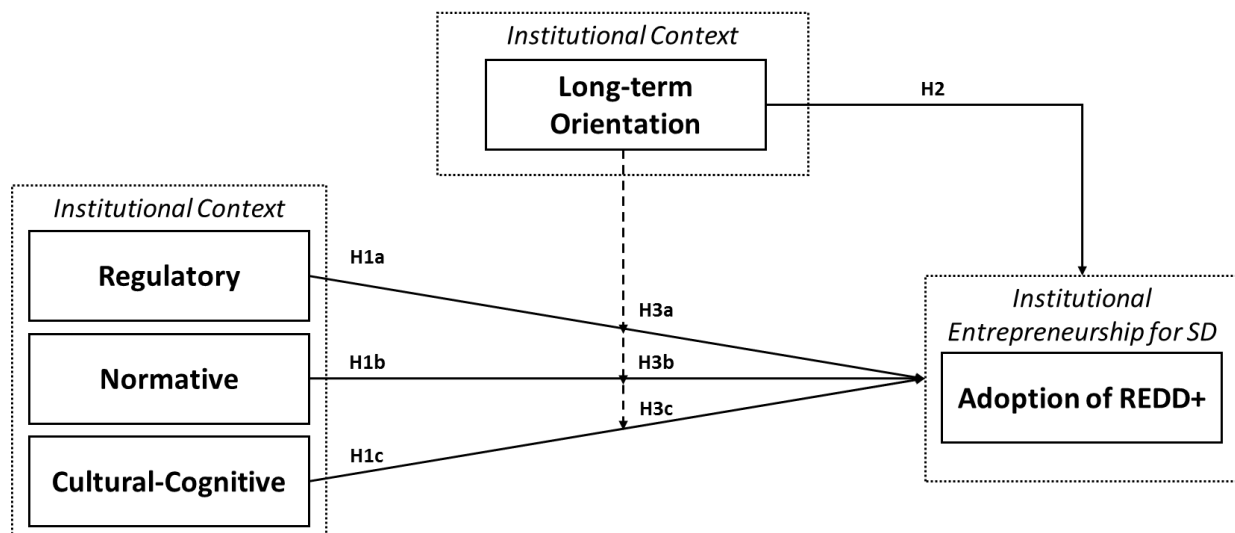 Institutional Context
Long-term
Orientation
H2
Institutional Context
Regulatory
Normative
Cultural-Cognitive
H1a
H1b
H1c
H3a
H3b
H3c
Institutional
Entrepreneurship for SD
Adoption of REDD+